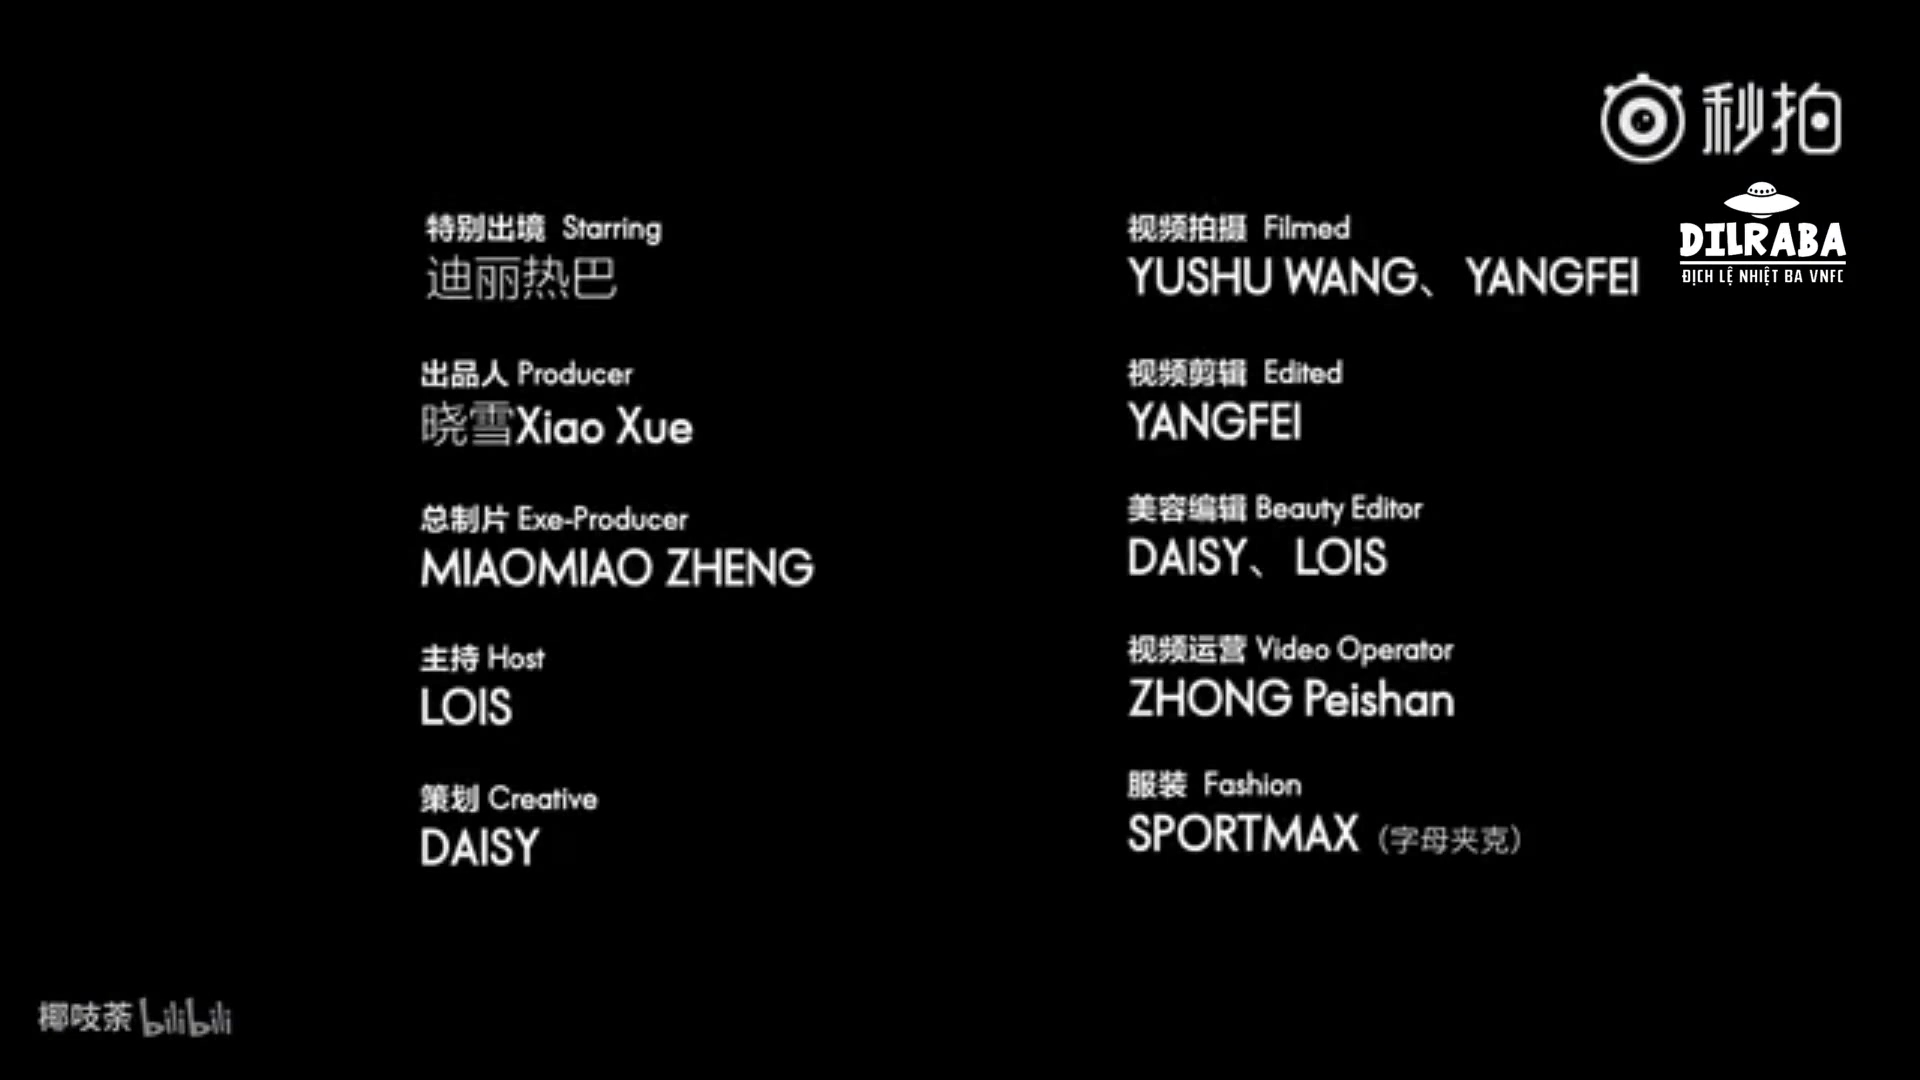 秒拍
DILRABA
ĐỊCH LỆ NHIỆT BA VNFC
特别出境 Starring
迪丽热巴
出品人 Producer
晓雪Xiao Xue
总制片 Exe-Producer
MIAOMIAO ZHENG
主持 Host
LOIS
策划 Creative
DAISY
视频拍摄 Filmed
YUSHU WANG、YANGFEI
视频剪辑 Edited
YANGFEI
美容编辑 Beauty Editor
DAISY、LOIS
视频运营 Video Operator
ZHONG Peishan
服装 Fashion
SPORTMAX（字母夹克）
椰吱茶 bilibili